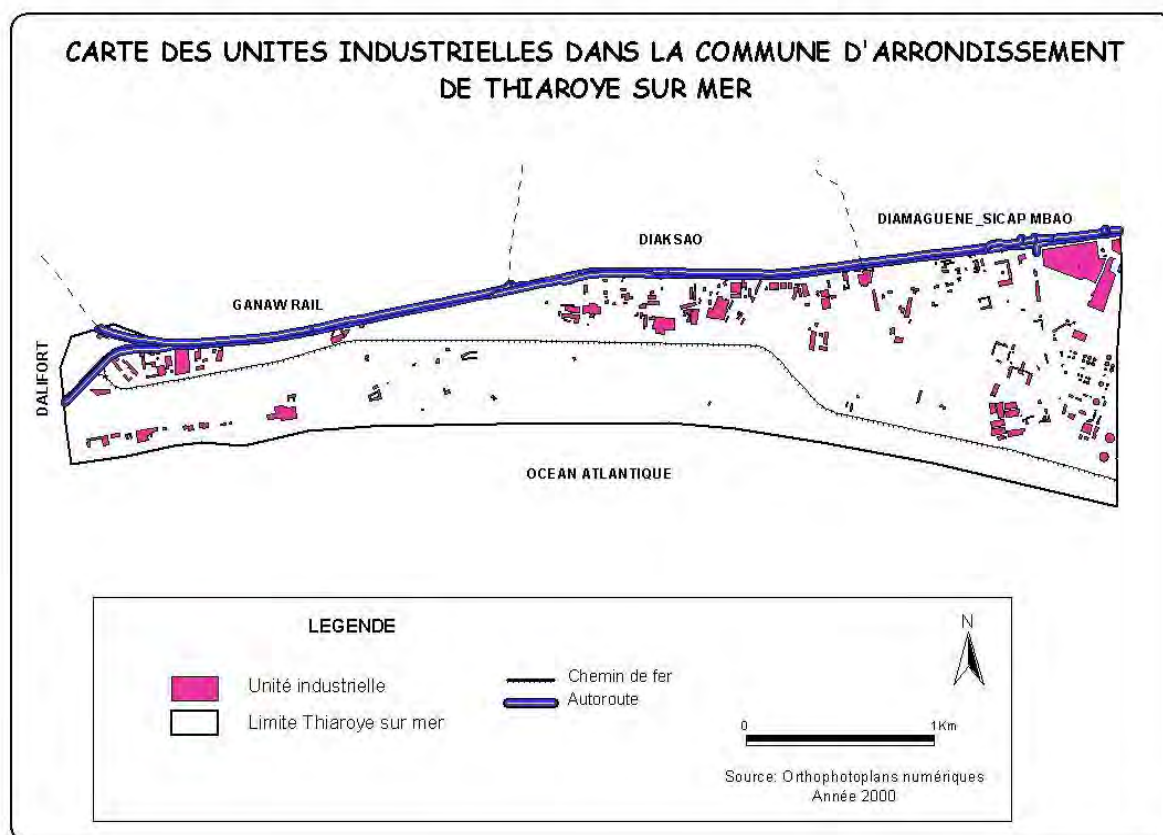 CARTE DES UNITES INDUSTRIELLES DANS LA COMMUNE D'ARRONDISSEMENT
DE THIAROYE SUR MER
DIAMAGUENE_SICAP MBAO
DIAKSAO
GANAW RAIL
DALIFORT
OCEAN ATLANTIQUE
LEGENDE
Unité industrielle
Limite Thiaroye sur mer
Chemin de fer
Autoroute
N
0 1Km
Source: Orthophotoplans numériques
Année 2000